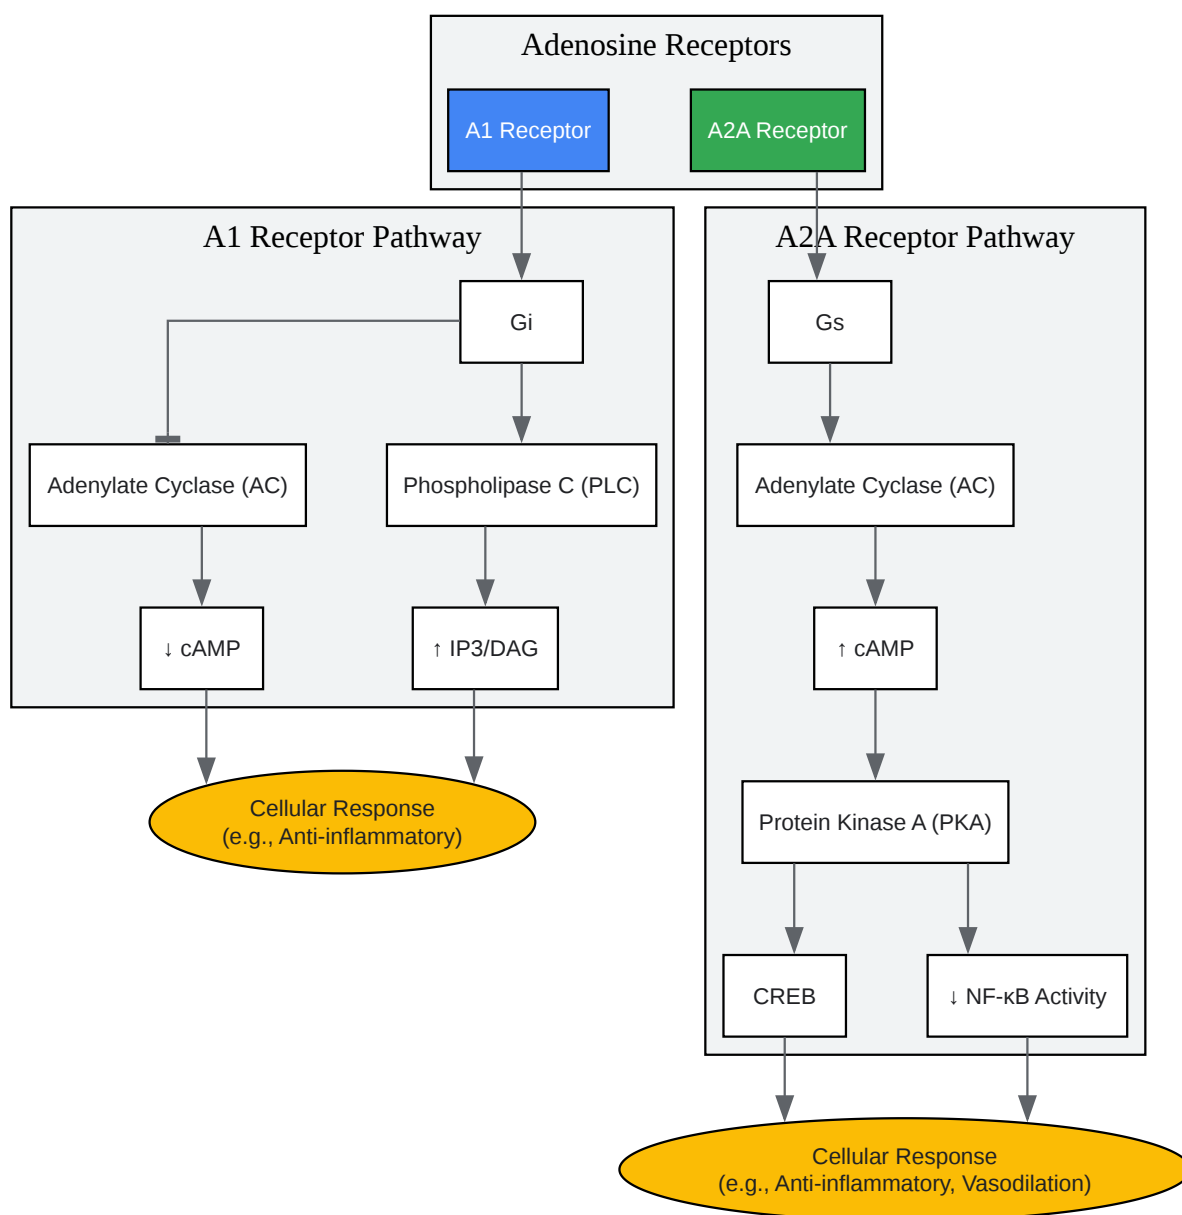 Adenosine Receptors
A1 Receptor
A2A Receptor
A1 Receptor Pathway
A2A Receptor Pathway
Gi
Gs
Adenylate Cyclase (AC)
Phospholipase C (PLC)
Adenylate Cyclase (AC)
↓ cAMP
↑ IP3/DAG
↑ cAMP
Cellular Response
(e.g., Anti-inflammatory)
Protein Kinase A (PKA)
CREB
↓ NF-κB Activity
Cellular Response
(e.g., Anti-inflammatory, Vasodilation)